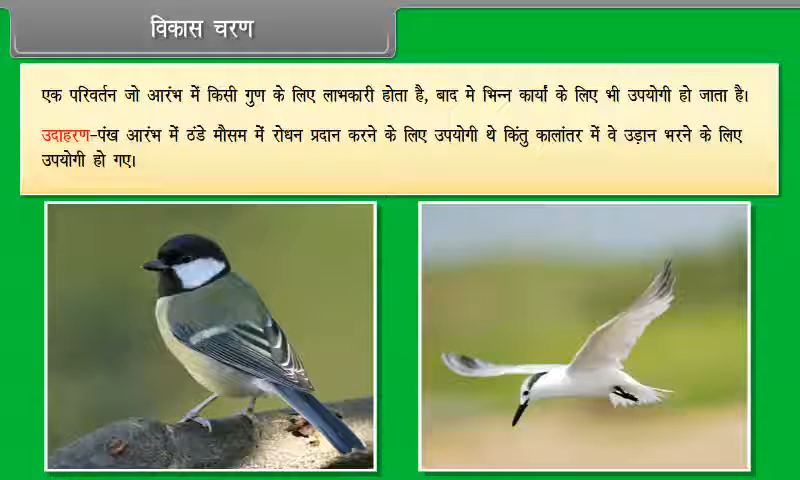 विकास चरण
एक परिवर्तन जो आरंभ में किसी गुण के लिए लाभकारी होता है, बाद मे भिन्न कार्यां के लिए भी उपयोगी हो जाता है।
उदाहरण-पंख आरंभ में ठंडे मौसम में रोधन प्रदान करने के लिए उपयोगी थे किंतु कालांतर में वे उड़ान भरने के लिए
उपयोगी हो गए।